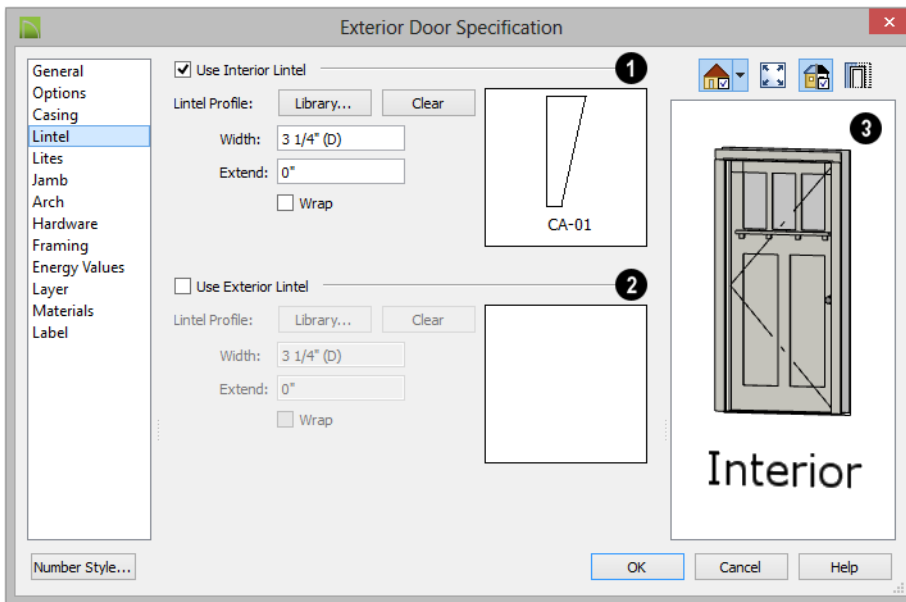 Exterior Door Specification
General
Options
Casing
Lintel
Lites
Jamb
Arch
Hardware
Framing
Energy Values
Layer
Materials
Label
Use Interior Lintel
1
Lintel Profile: Library... Clear
Width: 3 1/4" (D)
Extend: 0"
Wrap
CA-01
Use Exterior Lintel
2
Lintel Profile: Library... Clear
Width: 3 1/4" (D)
Extend: 0"
Wrap
3
Interior
Number Style... OK Cancel Help